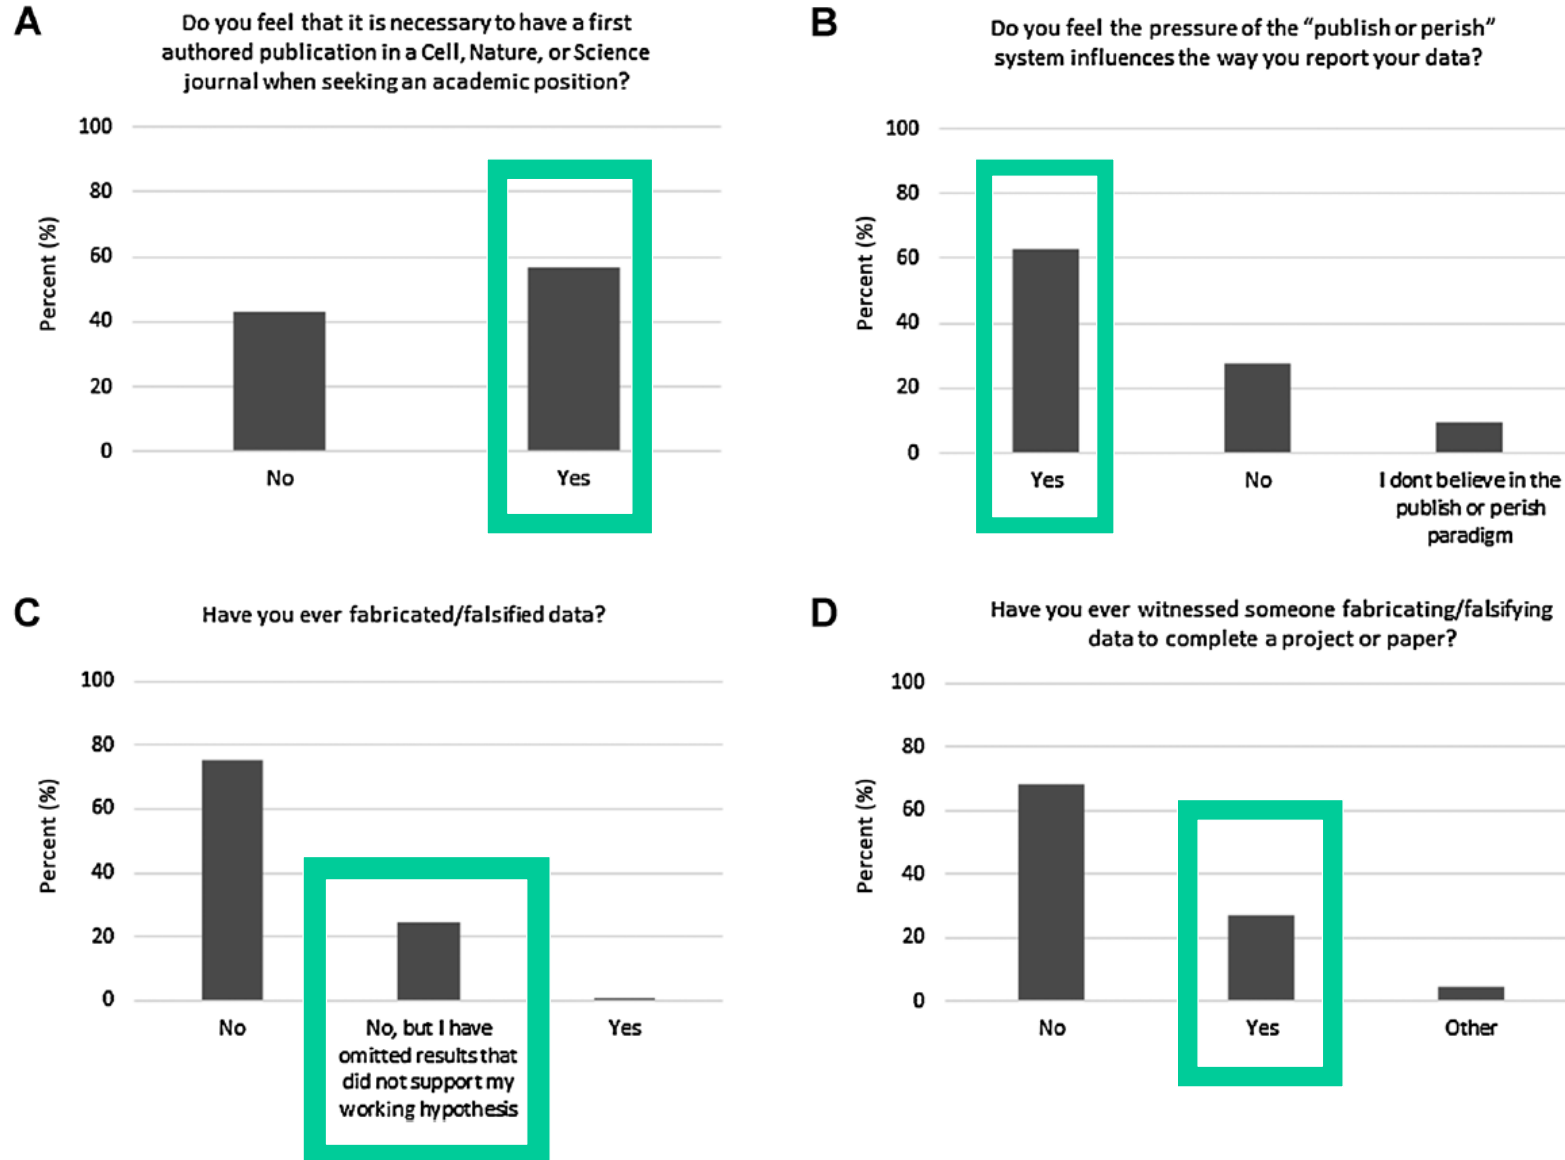 A
Do you feel that it is necessary to have a first
authored publication in a Cell, Nature, or Science
journal when seeking an academic position?
Percent (%)
100
80
60
40
20
0
No
Yes
B
Do you feel the pressure of the “publish or perish”
system influences the way you report your data?
Percent (%)
100
80
60
40
20
0
Yes
No
I dont believe in the
publish or perish
paradigm
C
Have you ever fabricated/falsified data?
Percent (%)
100
80
60
40
20
0
No
No, but I have
omitted results that
did not support my
working hypothesis
Yes
D
Have you ever witnessed someone fabricating/falsifying
data to complete a project or paper?
Percent (%)
100
80
60
40
20
0
No
Yes
Other